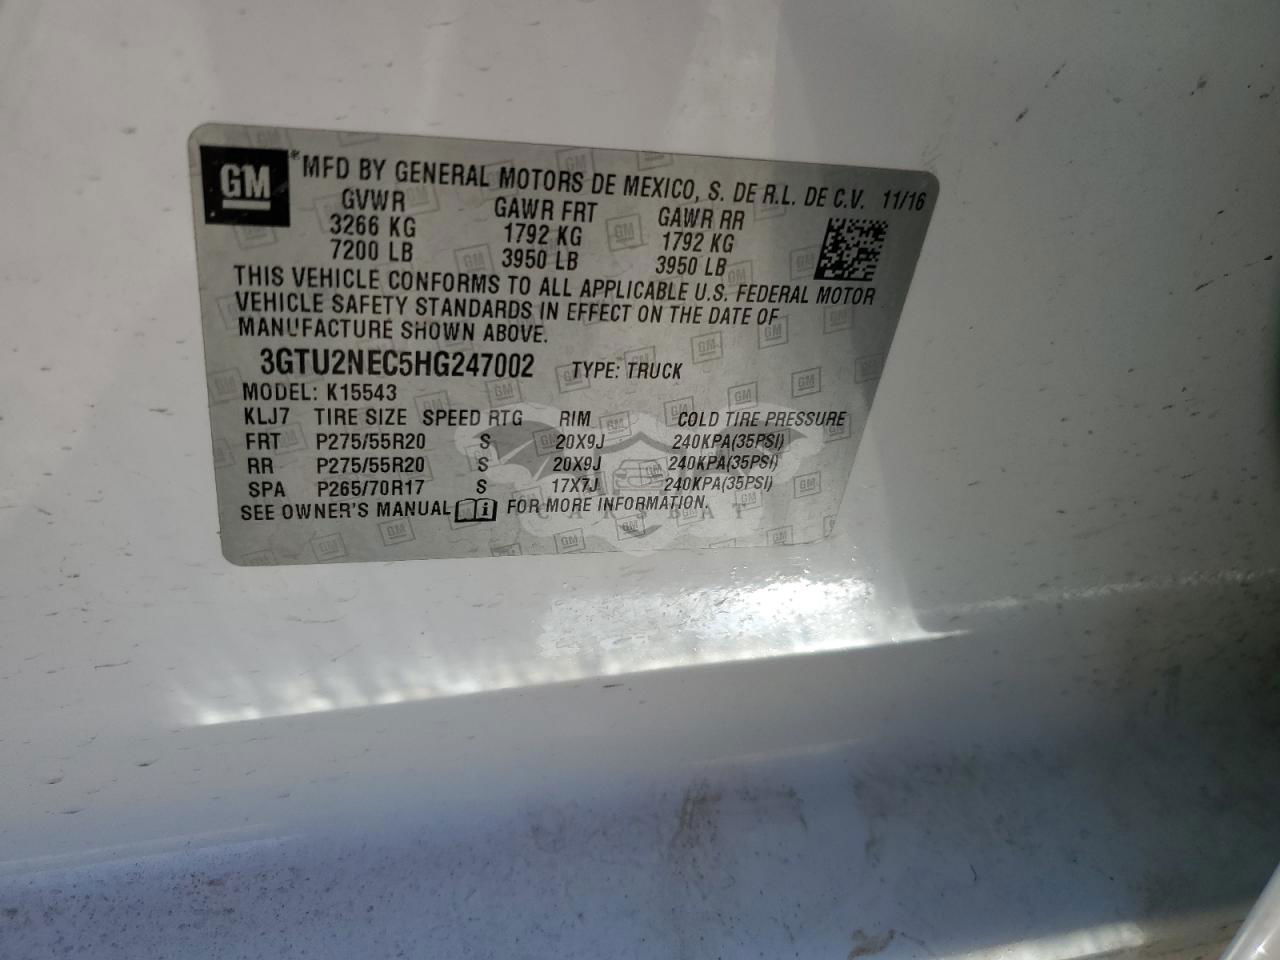 GM *MFD BY GENERAL MOTORS DE MEXICO, S. DE R.L. DE C.V. 11/16
GVWR GAWR FRT GAWR RR
3266 KG 1792 KG 1792 KG
7200 LB 3950 LB 3950 LB
THIS VEHICLE CONFORMS TO ALL APPLICABLE U.S. FEDERAL MOTOR
VEHICLE SAFETY STANDARDS IN EFFECT ON THE DATE OF
MANUFACTURE SHOWN ABOVE.
3GTU2NEC5HG247002 TYPE: TRUCK
MODEL: K15543
KLJ7 TIRE SIZE SPEED RTG RIM COLD TIRE PRESSURE
FRT P275/55R20 S 20X9J 240KPA(35PSI)
RR P275/55R20 S 20X9J 240KPA(35PSI)
SPA P265/70R17 S 17X7J 240KPA(35PSI)
SEE OWNER'S MANUAL FOR MORE INFORMATION.
CARSBAT